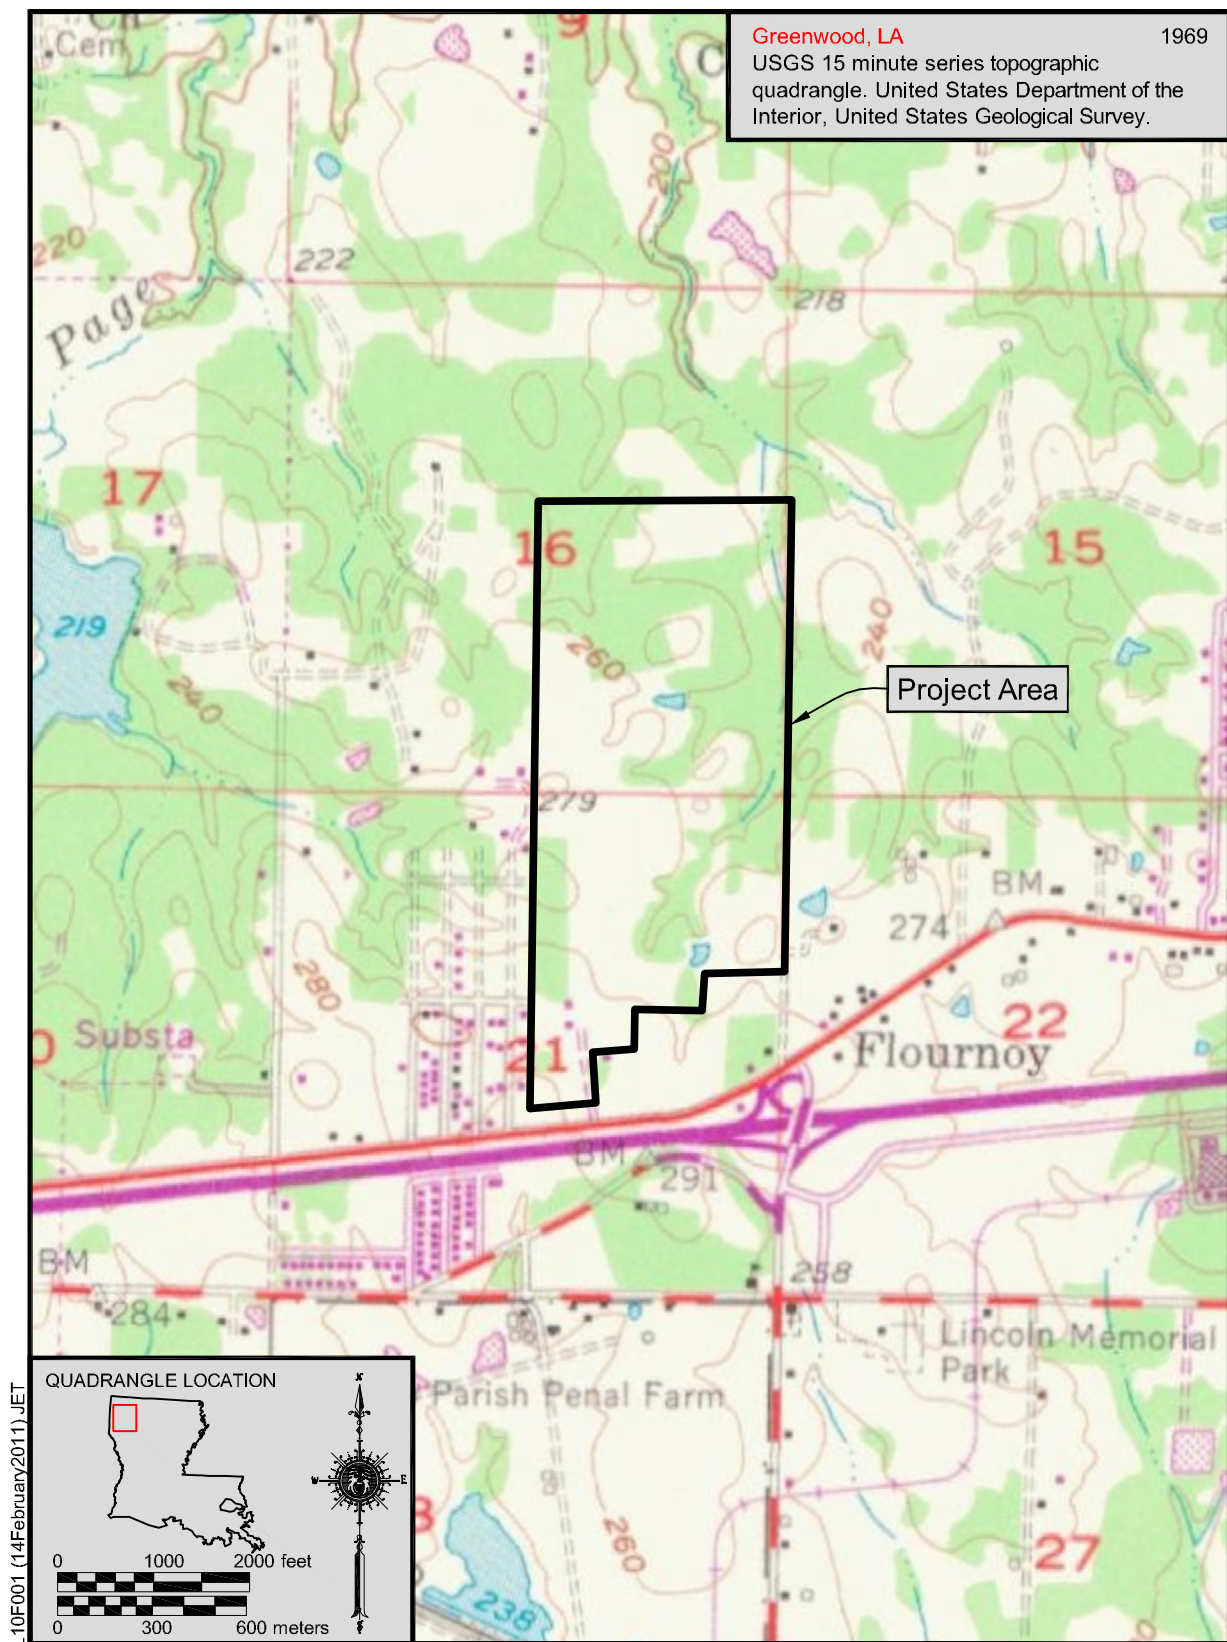 Greenwood, LA 1969
USGS 15 minute series topographic
quadrangle. United States Department of the
Interior, United States Geological Survey.
Cem
9
C
200
220
222
218
Page
17
16
15
219
260
240
240
Project Area
279
BM
274
280
Substa
0
21
22
Flournoy
BM
291
BM
258
284
Lincoln Memorial
Park
Parish Penal Farm
260
27
238
QUADRANGLE LOCATION
N
W E
S
0 1000 2000 feet
0 300 600 meters
-10F001 (14February2011) JET